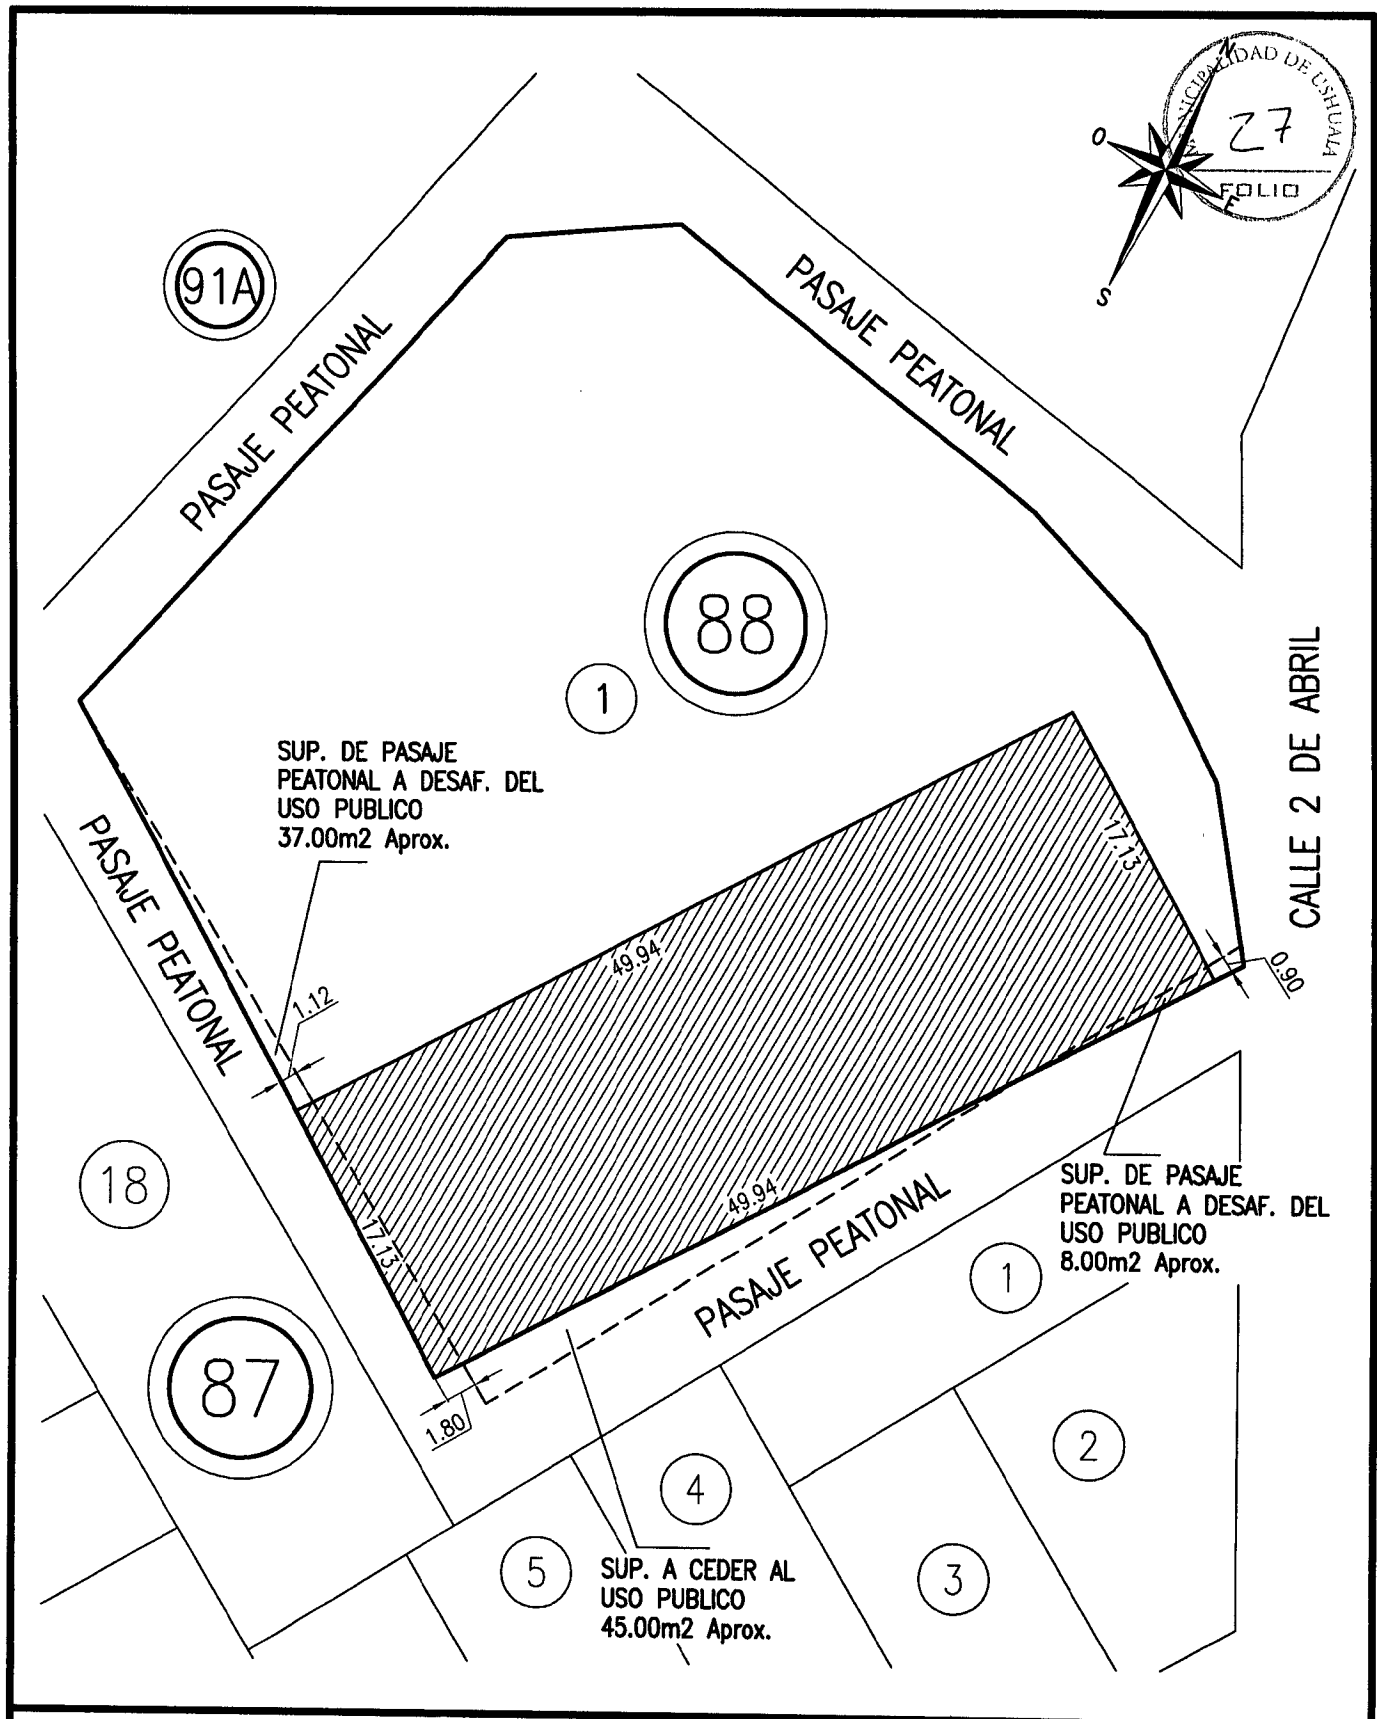 MUNICIPALIDAD DE USHUAIA
27
FOLIO
N
O
E
S
91A
PASAJE PEATONAL
PASAJE PEATONAL
88
1
CALLE 2 DE ABRIL
SUP. DE PASAJE
PEATONAL A DESAF. DEL
USO PUBLICO
37.00m2 Aprox.
PASAJE PEATONAL
17.13
49.94
0.90
1.12
18
17.13
49.94
PASAJE PEATONAL
SUP. DE PASAJE
PEATONAL A DESAF. DEL
USO PUBLICO
8.00m2 Aprox.
1
87
1.80
2
4
5
3
SUP. A CEDER AL
USO PUBLICO
45.00m2 Aprox.